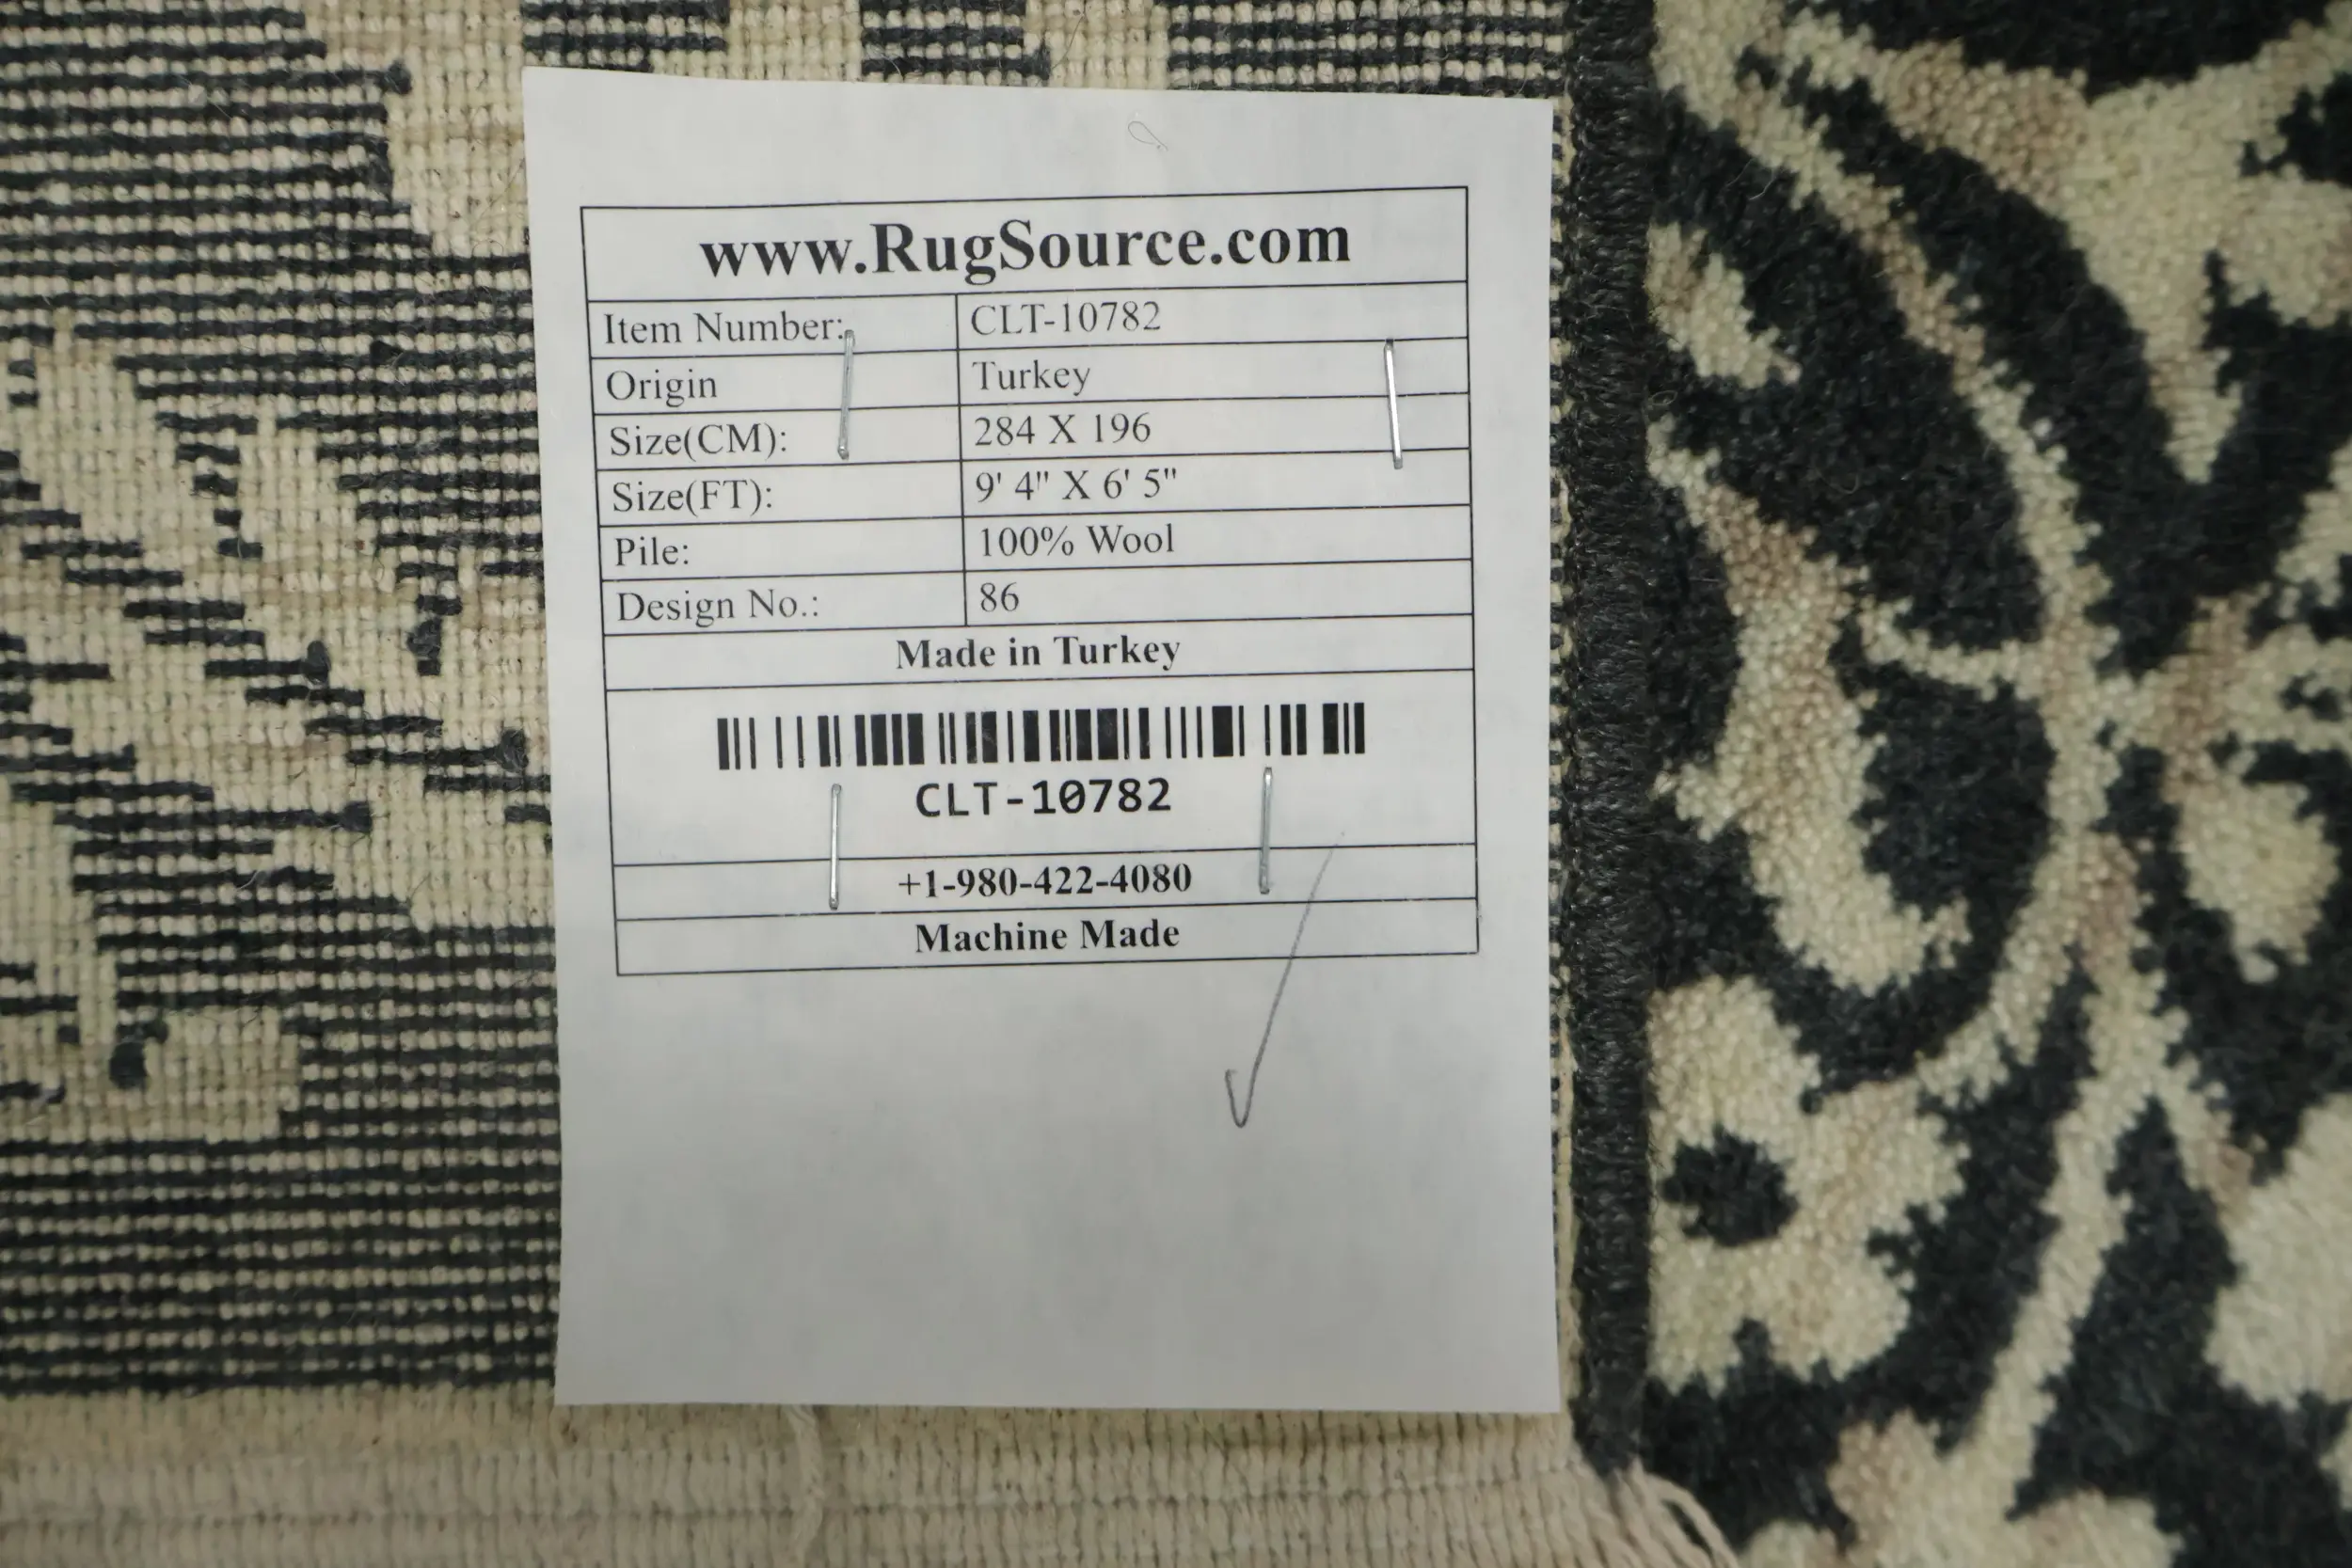 www.RugSource.com
Item Number: CLT-10782
Origin Turkey
Size(CM): 284 X 196
Size(FT): 9' 4" X 6' 5"
Pile: 100% Wool
Design No.: 86
Made in Turkey
CLT-10782
+1-980-422-4080
Machine Made